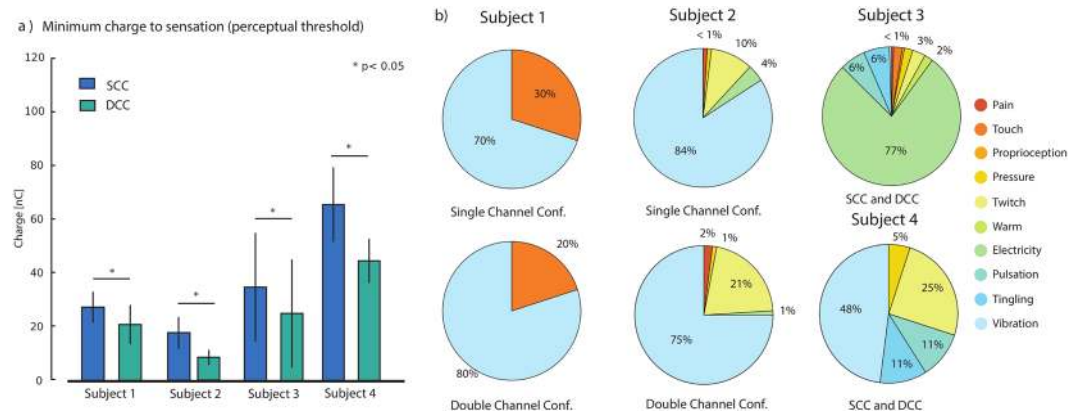 a ) Minimum charge to sensation (perceptual threshold)
120
100
80
60
40
20
0
Charge [nC]
* p< 0.05
SCC
DCC
*
*
*
*
Subject 1
Subject 2
Subject 3
Subject 4
b)
Subject 1
30%
70%
Single Channel Conf.
20%
80%
Double Channel Conf.
Subject 2
< 1%
10%
4%
84%
Single Channel Conf.
2%
1%
21%
1%
75%
Double Channel Conf.
Subject 3
< 1%
3%
2%
6%
6%
77%
SCC and DCC
Subject 4
5%
25%
48%
11%
11%
SCC and DCC
Pain
Touch
Proprioception
Pressure
Twitch
Warm
Electricity
Pulsation
Tingling
Vibration